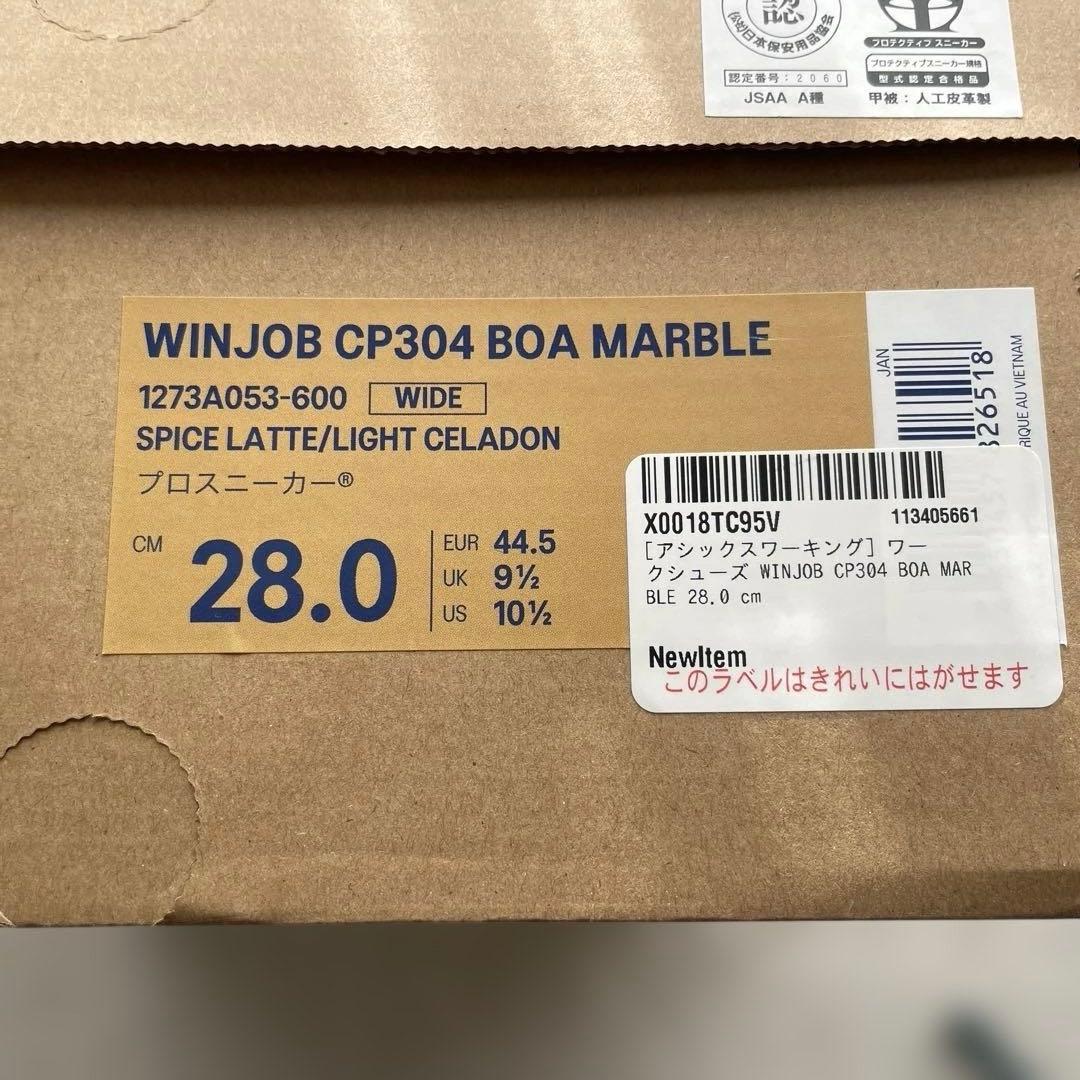 認
(公社)日本保安用品協会
プロテクティブ スニーカー
プロテクティブスニーカー規格
型式認定合格品
認定番号：2060
JSAA A種
甲被：人工皮革製
WINJOB CP304 BOA MARBLE
1273A053-600 WIDE
SPICE LATTE/LIGHT CELADON
プロスニーカー®
CM 28.0
EUR 44.5
UK 9½
US 10½
JAN
326518
RIQUE AU VIETNAM
X0018TC95V 113405661
[アシックスワーキング] ワー
クシューズ WINJOB CP304 BOA MAR
BLE 28.0 cm
NewItem
このラベルはきれいにはがせます